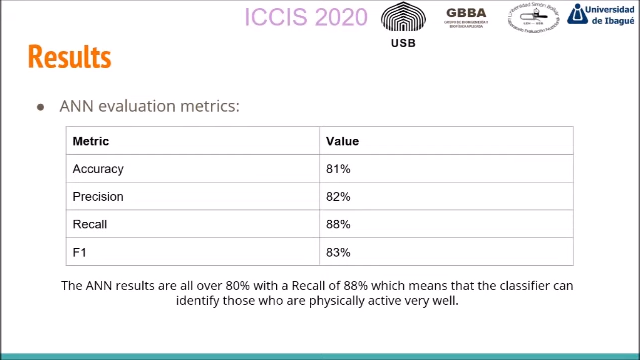 ICCIS 2020
USB
GBBA
Universidad
de Ibagué
Results
● ANN evaluation metrics:
Metric Value
Accuracy 81%
Precision 82%
Recall 88%
F1 83%
The ANN results are all over 80% with a Recall of 88% which means that the classifier can
identify those who are physically active very well.